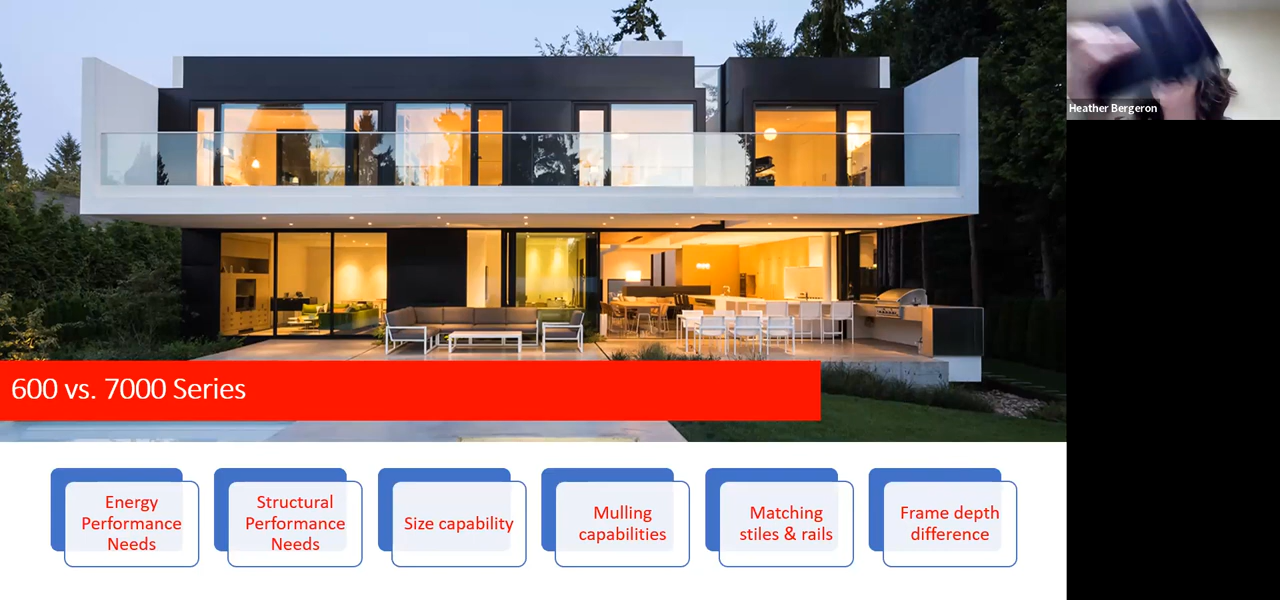 Heather Bergeron
600 vs. 7000 Series
Energy
Performance
Needs
Structural
Performance
Needs
Size capability
Mulling
capabilities
Matching
stiles & rails
Frame depth
difference